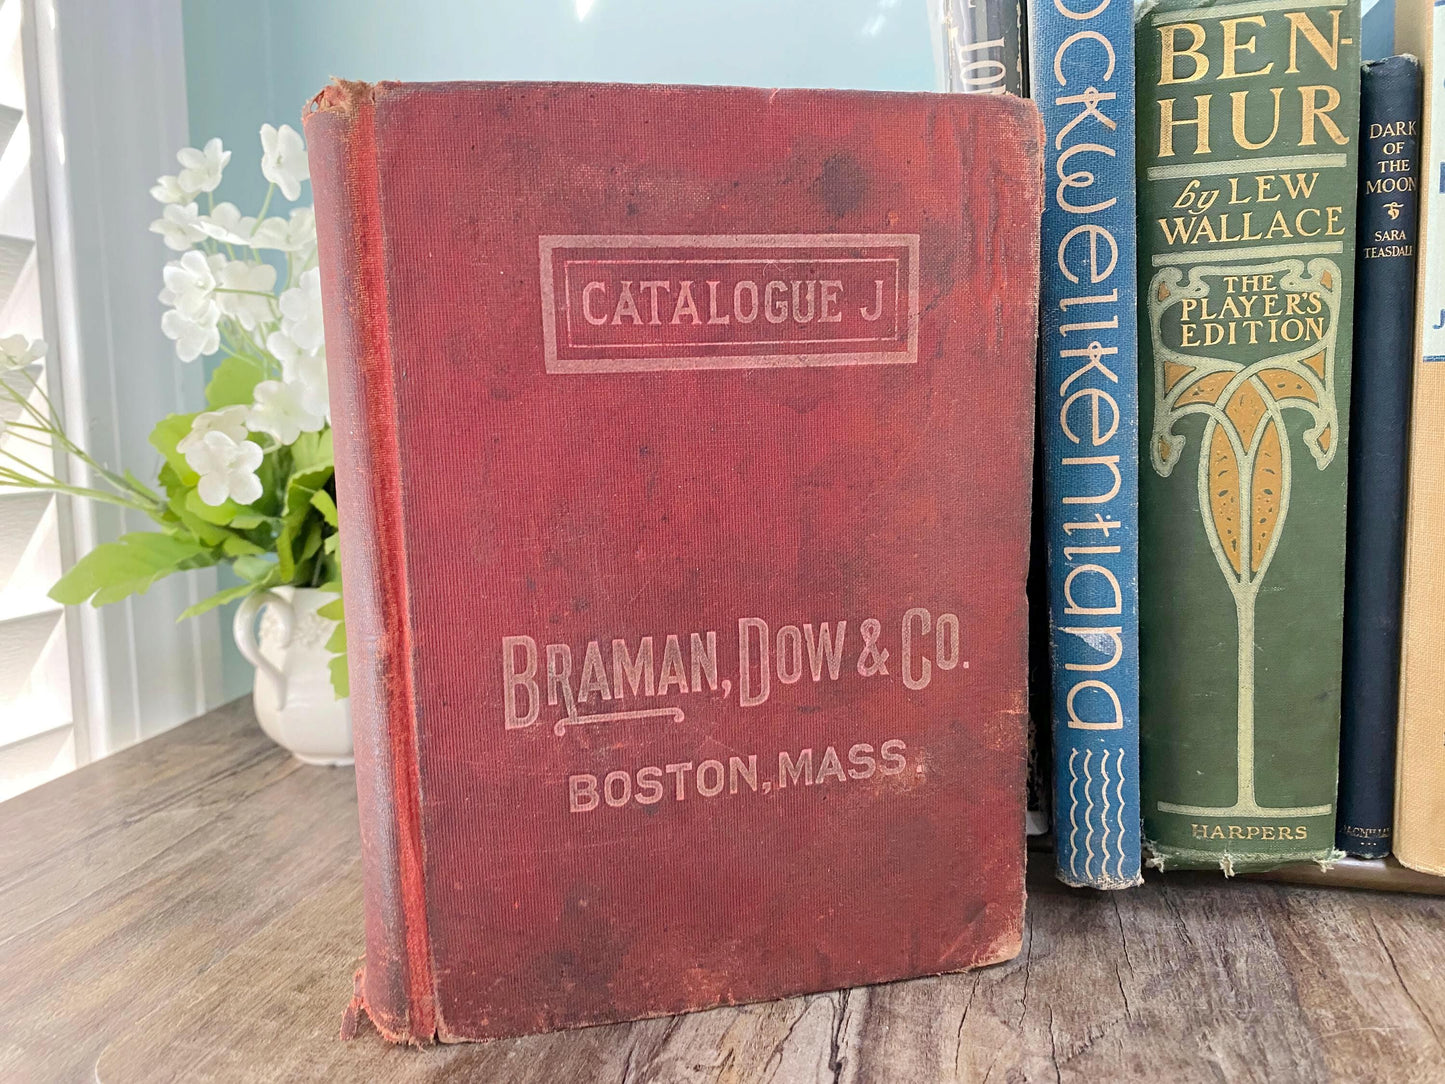 CATALOGUE J
BRAMAN, DOW & CO.
BOSTON, MASS.
ockwellkentiana
BEN-
HUR
by LEW
WALLACE
THE
PLAYER'S
EDITION
HARPERS
DARK
OF
THE
MOON
SARA
TEASDALE